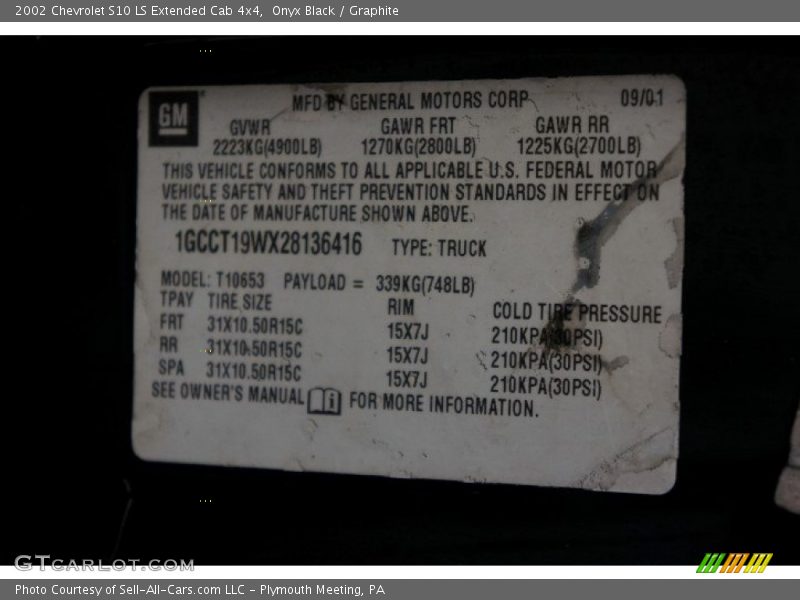 2002 Chevrolet S10 LS Extended Cab 4x4,  Onyx Black / Graphite
GM
MFD BY GENERAL MOTORS CORP 09/01
GVWR GAWR FRT GAWR RR
2223KG(4900LB) 1270KG(2800LB) 1225KG(2700LB)
THIS VEHICLE CONFORMS TO ALL APPLICABLE U.S. FEDERAL MOTOR
VEHICLE SAFETY AND THEFT PREVENTION STANDARDS IN EFFECT ON
THE DATE OF MANUFACTURE SHOWN ABOVE.
1GCCT19WX28136416 TYPE: TRUCK
MODEL: T10653 PAYLOAD = 339KG(748LB)
TPAY TIRE SIZE RIM COLD TIRE PRESSURE
FRT 31X10.50R15C 15X7J 210KPA(30PSI)
RR 31X10.50R15C 15X7J 210KPA(30PSI)
SPA 31X10.50R15C 15X7J 210KPA(30PSI)
SEE OWNER'S MANUAL FOR MORE INFORMATION.
GTCARLOT.COM
Photo Courtesy of Sell-All-Cars.com LLC - Plymouth Meeting, PA